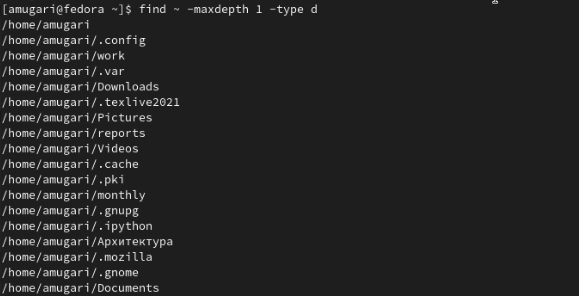 [amugari@fedora ~]$ find ~ -maxdepth 1 -type d
/home/amugari
/home/amugari/.config
/home/amugari/work
/home/amugari/.var
/home/amugari/Downloads
/home/amugari/.texlive2021
/home/amugari/Pictures
/home/amugari/reports
/home/amugari/Videos
/home/amugari/.cache
/home/amugari/.pki
/home/amugari/monthly
/home/amugari/.gnupg
/home/amugari/.ipython
/home/amugari/Архитектура
/home/amugari/.mozilla
/home/amugari/.gnome
/home/amugari/Documents